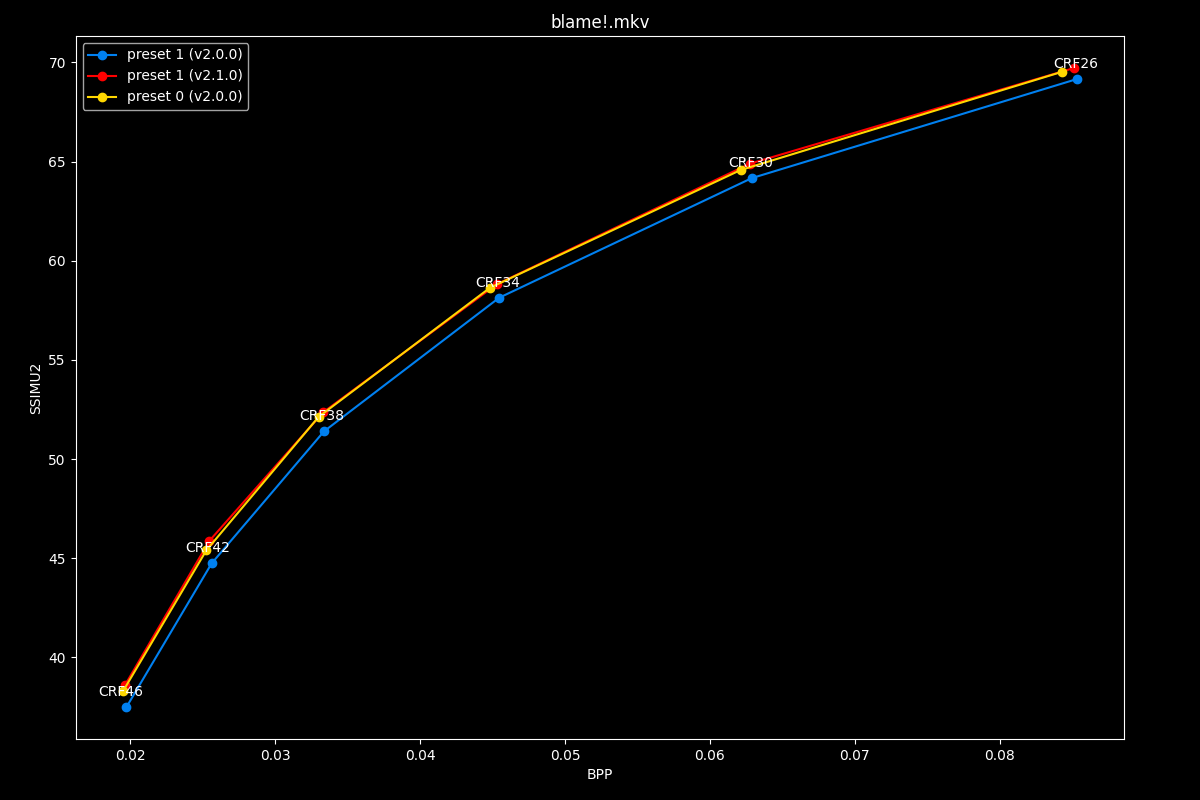 blame!.mkv
preset 1 (v2.0.0)
preset 1 (v2.1.0)
preset 0 (v2.0.0)
CRF26
CRF30
CRF34
CRF38
CRF42
CRF46
70
65
60
55
50
45
40
SSIMU2
0.02 0.03 0.04 0.05 0.06 0.07 0.08
BPP